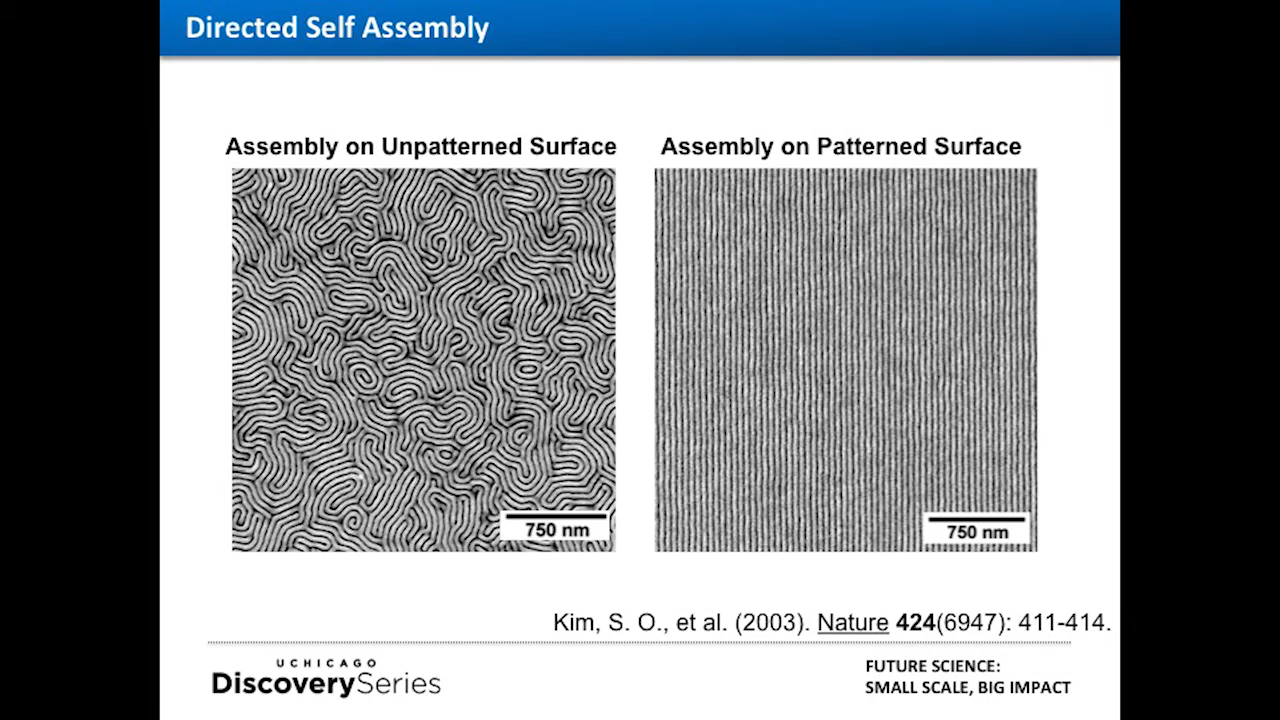 Directed Self Assembly
Assembly on Unpatterned Surface
Assembly on Patterned Surface
750 nm
750 nm
Kim, S. O., et al. (2003). Nature 424(6947): 411-414.
UCHICAGO
DiscoverySeries
FUTURE SCIENCE:
SMALL SCALE, BIG IMPACT